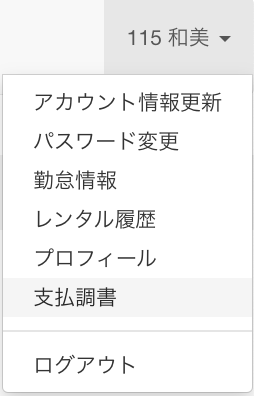 115 和美
アカウント情報更新
パスワード変更
勤怠情報
レンタル履歴
プロフィール
支払調書
ログアウト